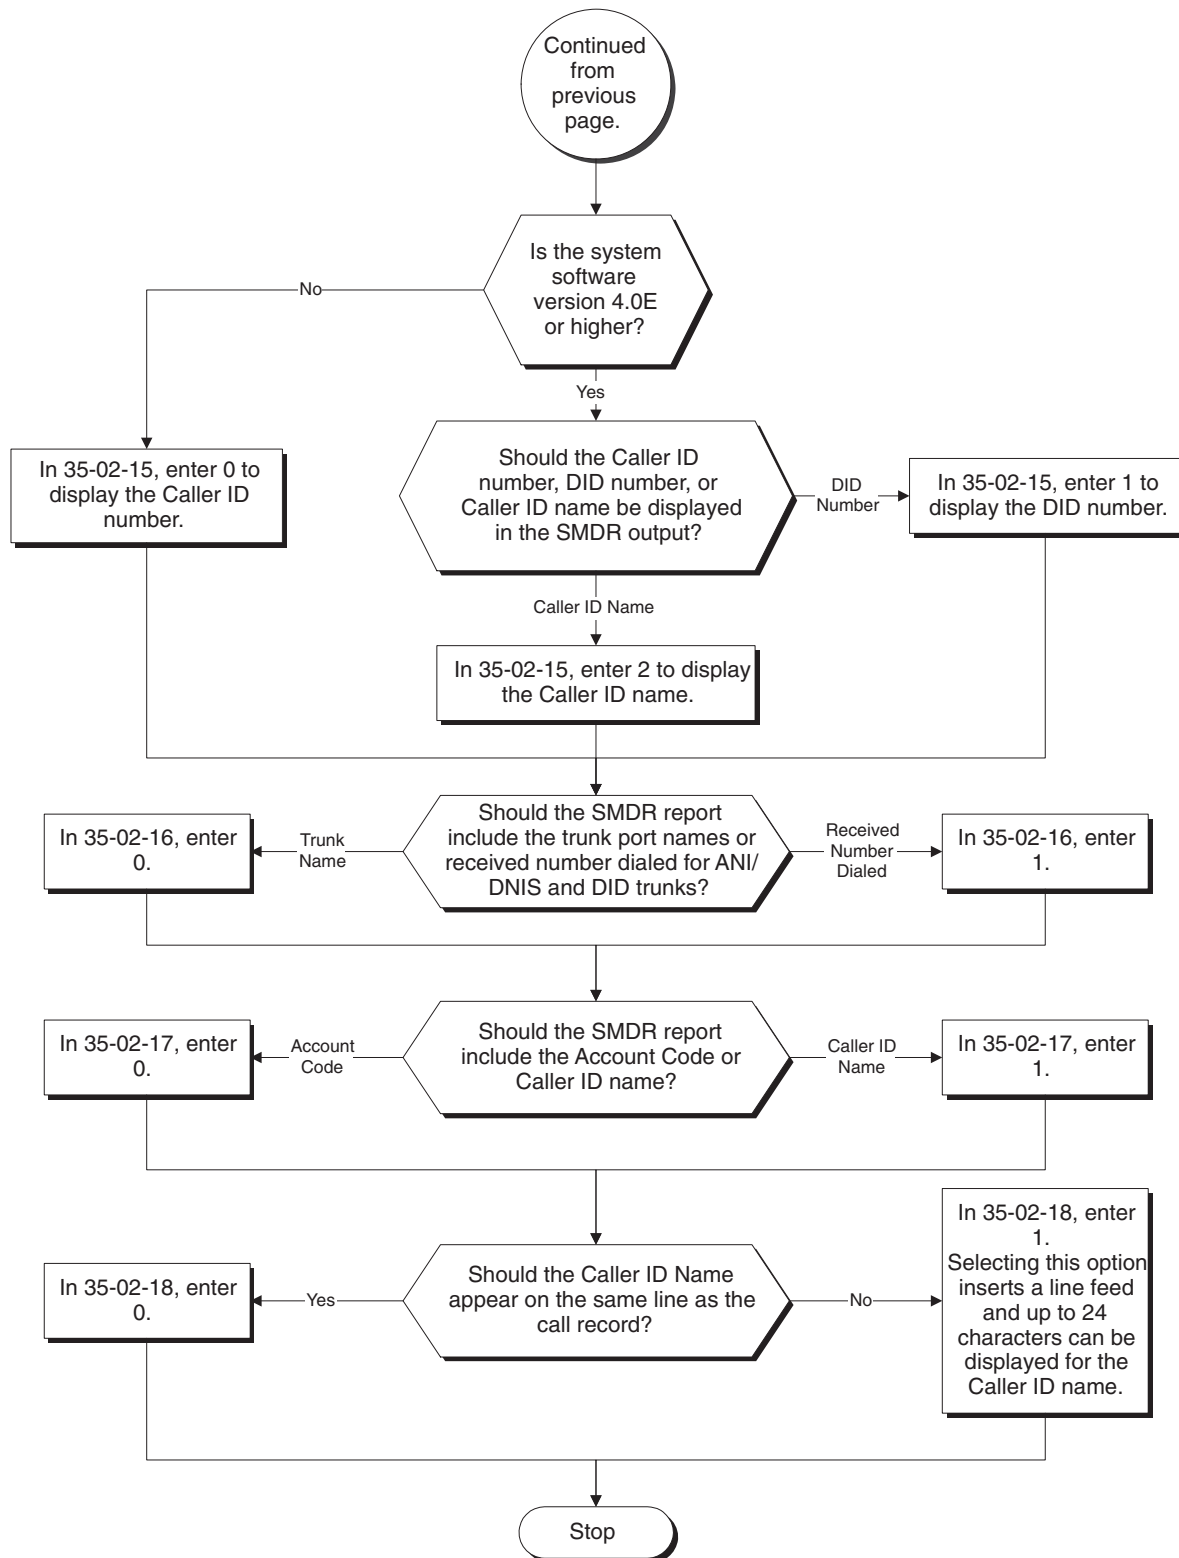 Continued
from
previous
page.
Is the system
software
version 4.0E
or higher?
No
Yes
In 35-02-15, enter 0 to
display the Caller ID
number.
Should the Caller ID
number, DID number, or
Caller ID name be displayed
in the SMDR output?
DID
Number
In 35-02-15, enter 1 to
display the DID number.
Caller ID Name
In 35-02-15, enter 2 to display
the Caller ID name.
In 35-02-16, enter
0.
Trunk
Name
Should the SMDR report
include the trunk port names or
received number dialed for ANI/
DNIS and DID trunks?
Received
Number
Dialed
In 35-02-16, enter
1.
In 35-02-17, enter
0.
Account
Code
Should the SMDR report
include the Account Code or
Caller ID name?
Caller ID
Name
In 35-02-17, enter
1.
In 35-02-18, enter
0.
Yes
Should the Caller ID Name
appear on the same line as the
call record?
No
In 35-02-18, enter
1.
Selecting this option
inserts a line feed
and up to 24
characters can be
displayed for the
Caller ID name.
Stop